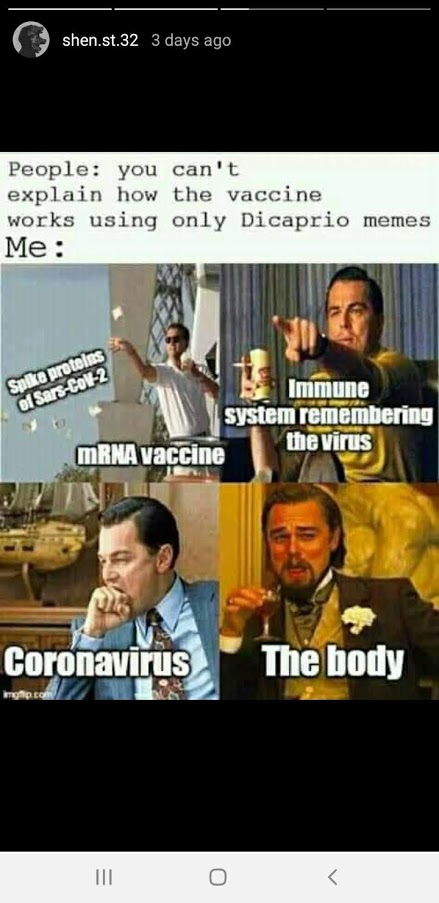 shen.st.32 3 days ago
People: you can't
explain how the vaccine
works using only Dicaprio memes
Me:
Spike proteins
of Sars-CoV-2
mRNA vaccine
Immune
system remembering
the virus
Coronavirus
The body
imgflip.com